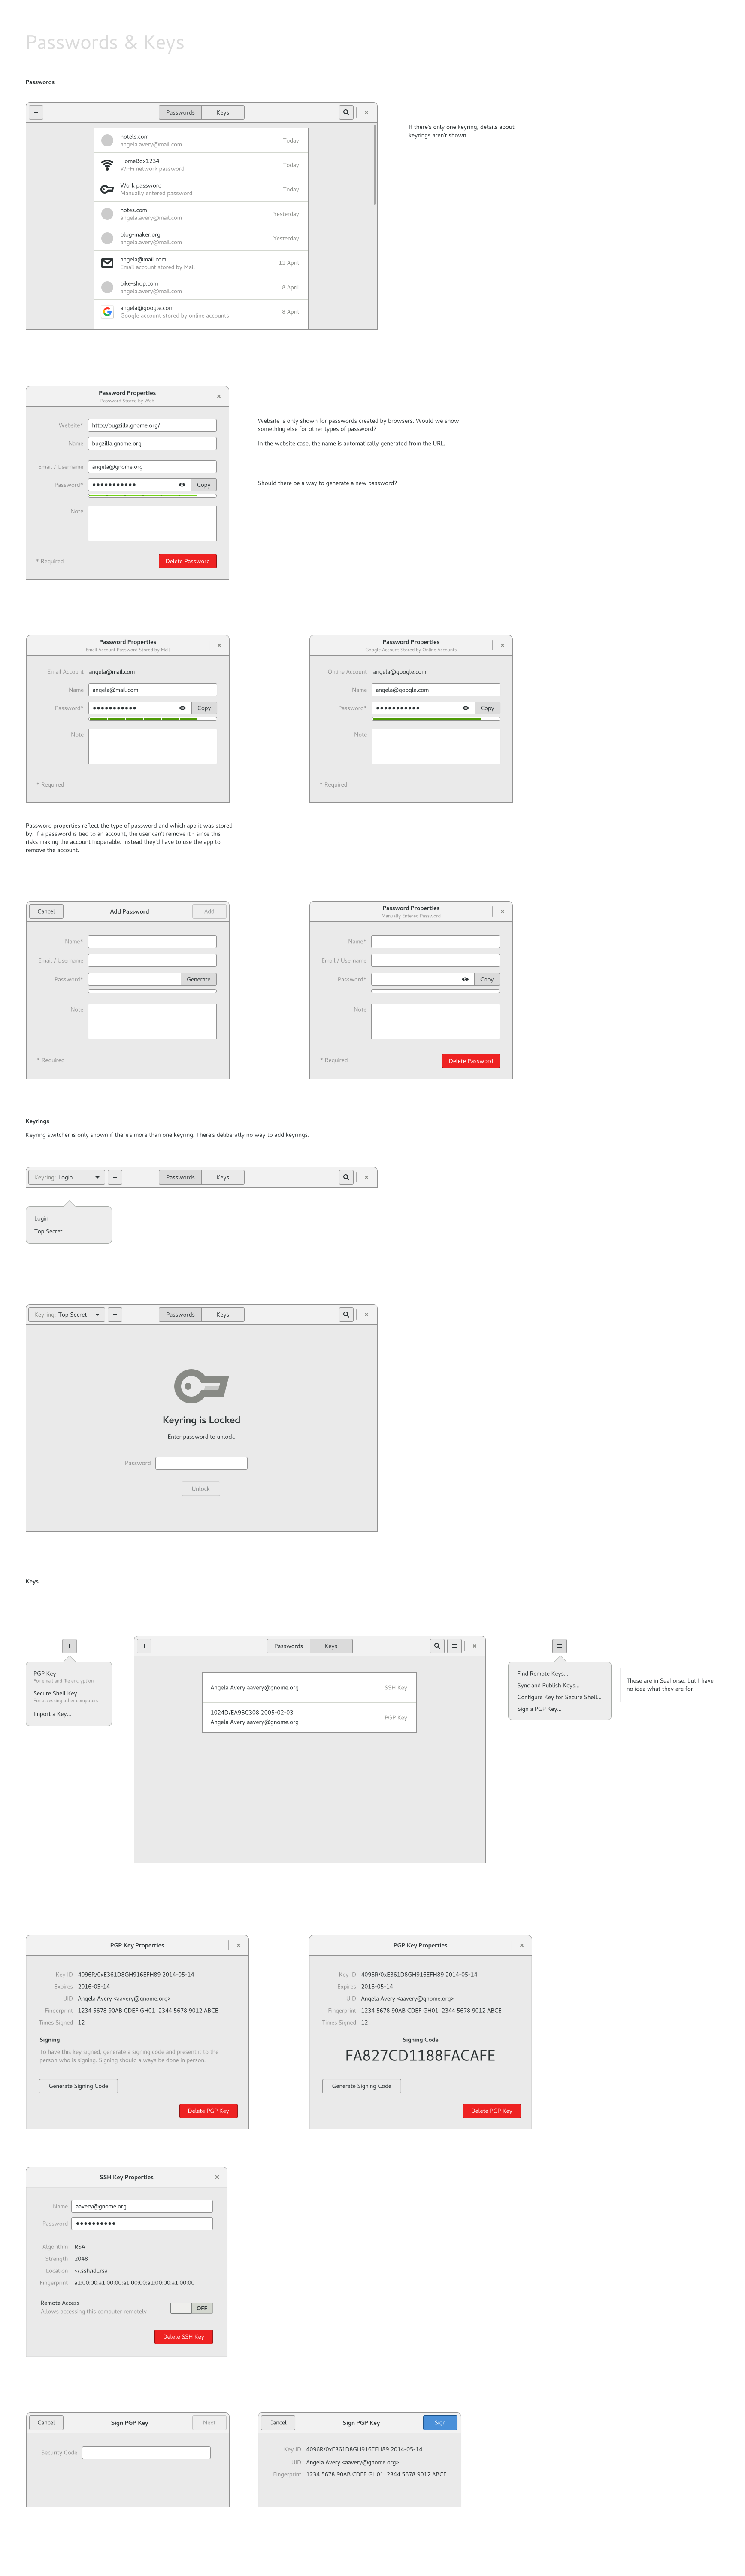 Passwords & Keys
Passwords
+
Passwords
Keys
×
hotels.com
angela.avery@mail.com
Today
HomeBox1234
Wi-Fi network password
Today
Work password
Manually entered password
Today
notes.com
angela.avery@mail.com
Yesterday
blog-maker.org
angela.avery@mail.com
Yesterday
angela@mail.com
Email account stored by Mail
11 April
bike-shop.com
angela.avery@mail.com
8 April
angela@google.com
Google account stored by online accounts
8 April
If there's only one keyring, details about
keyrings aren't shown.
Password Properties
Password Stored by Web
Website* http://bugzilla.gnome.org/
Name bugzilla.gnome.org
Email / Username angela@gnome.org
Password* ●●●●●●●●●●● Copy
Note
* Required
Delete Password
Website is only shown for passwords created by browsers. Would we show
something else for other types of password?
In the website case, the name is automatically generated from the URL.
Should there be a way to generate a new password?
Password Properties
Email Account Password Stored by Mail
Email Account angela@mail.com
Name angela@mail.com
Password* ●●●●●●●●●●● Copy
Note
* Required
Password Properties
Google Account Stored by Online Accounts
Online Account angela@google.com
Name angela@google.com
Password* ●●●●●●●●●●● Copy
Note
* Required
Password properties reflect the type of password and which app it was stored
by. If a password is tied to an account, the user can't remove it - since this
risks making the account inoperable. Instead they'd have to use the app to
remove the account.
Cancel
Add Password
Add
Name*
Email / Username
Password* Generate
Note
* Required
Password Properties
Manually Entered Password
Name*
Email / Username
Password* Copy
Note
* Required
Delete Password
Keyrings
Keyring switcher is only shown if there's more than one keyring. There's deliberatly no way to add keyrings.
Keyring: Login
+
Passwords
Keys
×
Login
Top Secret
Keyring: Top Secret
+
Passwords
Keys
×
Keyring is Locked
Enter password to unlock.
Password
Unlock
Keys
+
PGP Key
For email and file encryption
Secure Shell Key
For accessing other computers
Import a Key...
+
Passwords
Keys
×
Angela Avery aavery@gnome.org
SSH Key
1024D/EA9BC308 2005-02-03
Angela Avery aavery@gnome.org
PGP Key
Find Remote Keys...
Sync and Publish Keys...
Configure Key for Secure Shell...
Sign a PGP Key...
These are in Seahorse, but I have
no idea what they are for.
PGP Key Properties
Key ID 4096R/0xE361D8GH916EFH89 2014-05-14
Expires 2016-05-14
UID Angela Avery <aavery@gnome.org>
Fingerprint 1234 5678 90AB CDEF GH01 2344 5678 9012 ABCE
Times Signed 12
Signing
To have this key signed, generate a signing code and present it to the
person who is signing. Signing should always be done in person.
Generate Signing Code
Delete PGP Key
PGP Key Properties
Key ID 4096R/0xE361D8GH916EFH89 2014-05-14
Expires 2016-05-14
UID Angela Avery <aavery@gnome.org>
Fingerprint 1234 5678 90AB CDEF GH01 2344 5678 9012 ABCE
Times Signed 12
Signing Code
FA827CD1188FACAFE
Generate Signing Code
Delete PGP Key
SSH Key Properties
Name aavery@gnome.org
Password ●●●●●●●●●●
Algorithm RSA
Strength 2048
Location ~/.ssh/id_rsa
Fingerprint a1:00:00:a1:00:00:a1:00:00:a1:00:00:a1:00:00
Remote Access
Allows accessing this computer remotely
OFF
Delete SSH Key
Cancel
Sign PGP Key
Next
Security Code
Cancel
Sign PGP Key
Sign
Key ID 4096R/0xE361D8GH916EFH89 2014-05-14
UID Angela Avery <aavery@gnome.org>
Fingerprint 1234 5678 90AB CDEF GH01 2344 5678 9012 ABCE